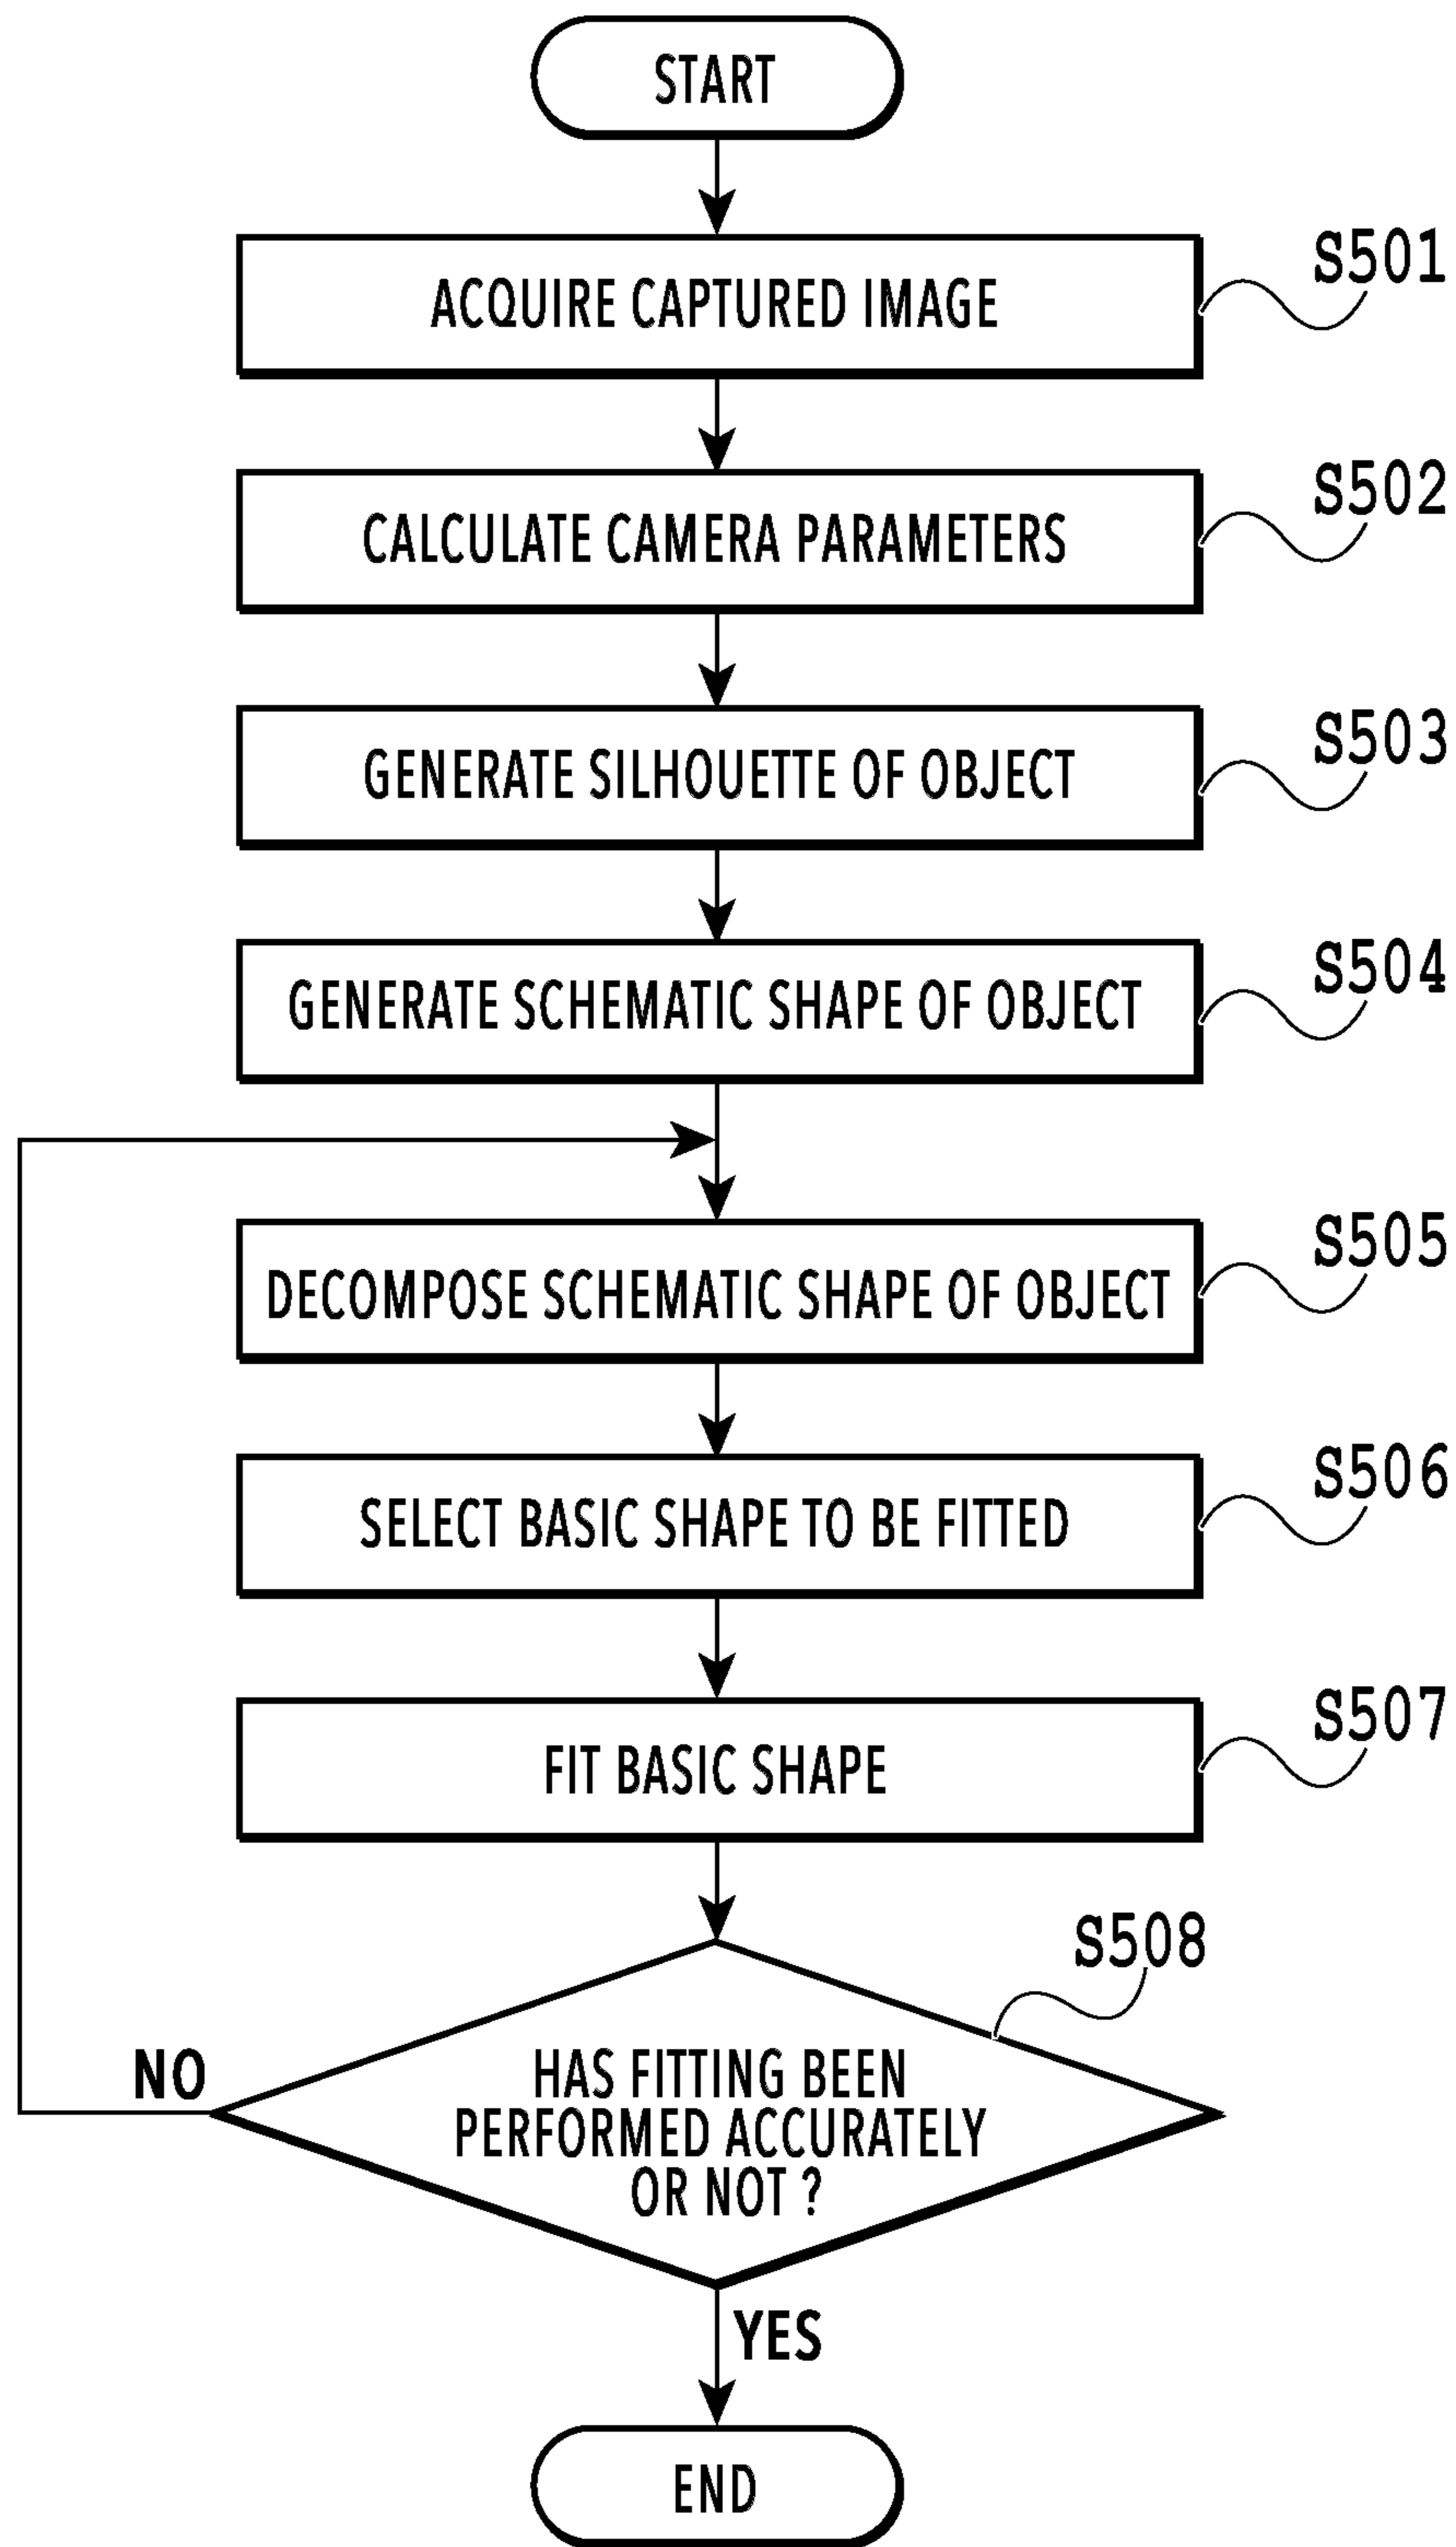 START
ACQUIRE CAPTURED IMAGE
S501
CALCULATE CAMERA PARAMETERS
S502
GENERATE SILHOUETTE OF OBJECT
S503
GENERATE SCHEMATIC SHAPE OF OBJECT
S504
DECOMPOSE SCHEMATIC SHAPE OF OBJECT
S505
SELECT BASIC SHAPE TO BE FITTED
S506
FIT BASIC SHAPE
S507
S508
HAS FITTING BEEN
PERFORMED ACCURATELY
OR NOT ?
NO
YES
END